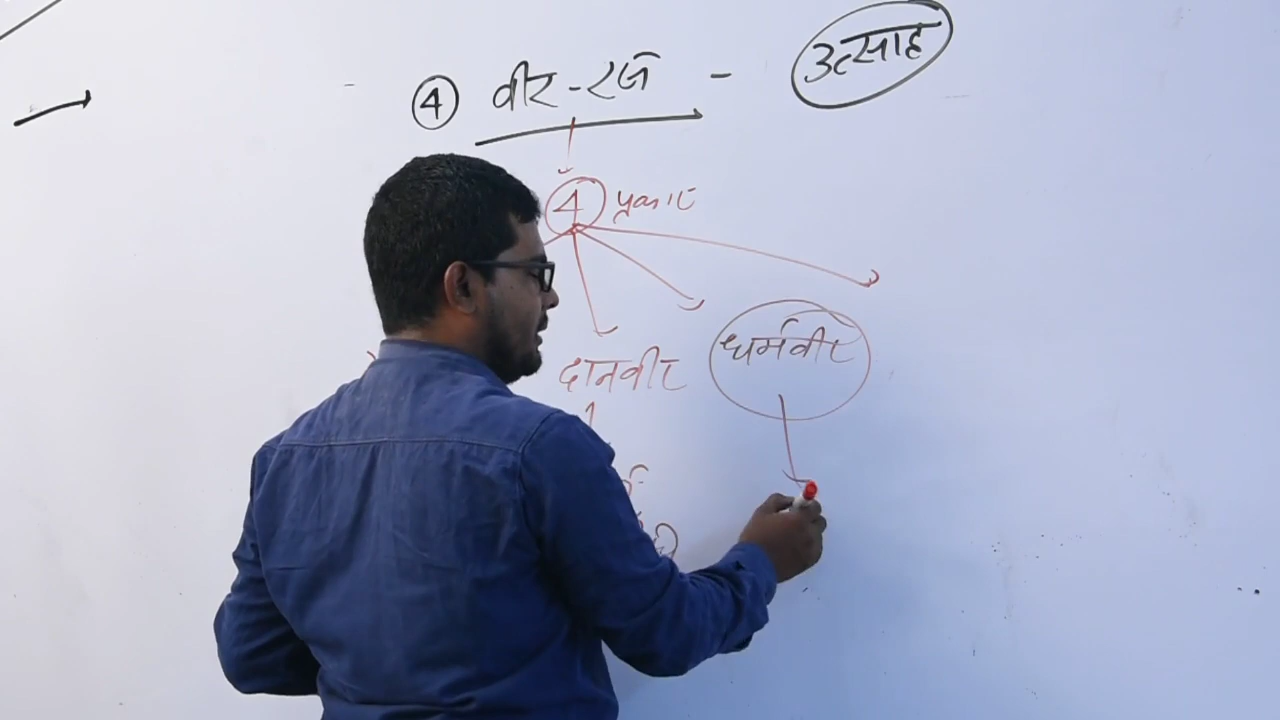 ④ वीर-रस - उत्साह
4 प्रकार
दानवीर धर्मवीर